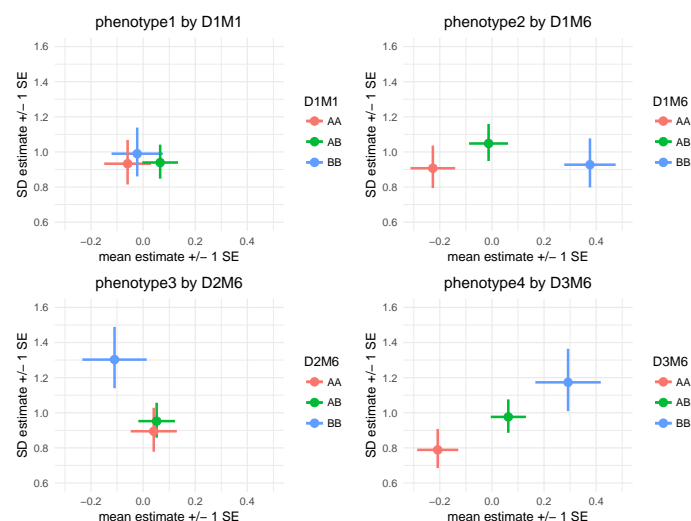 phenotype1 by D1M1
SD estimate +/− 1 SE
1.6
1.4
1.2
1.0
0.8
0.6
−0.2 0.0 0.2 0.4
mean estimate +/− 1 SE
D1M1
AA
AB
BB
phenotype2 by D1M6
SD estimate +/− 1 SE
1.6
1.4
1.2
1.0
0.8
0.6
−0.2 0.0 0.2 0.4
mean estimate +/− 1 SE
D1M6
AA
AB
BB
phenotype3 by D2M6
SD estimate +/− 1 SE
1.6
1.4
1.2
1.0
0.8
0.6
−0.2 0.0 0.2 0.4
mean estimate +/− 1 SE
D2M6
AA
AB
BB
phenotype4 by D3M6
SD estimate +/− 1 SE
1.6
1.4
1.2
1.0
0.8
0.6
−0.2 0.0 0.2 0.4
mean estimate +/− 1 SE
D3M6
AA
AB
BB